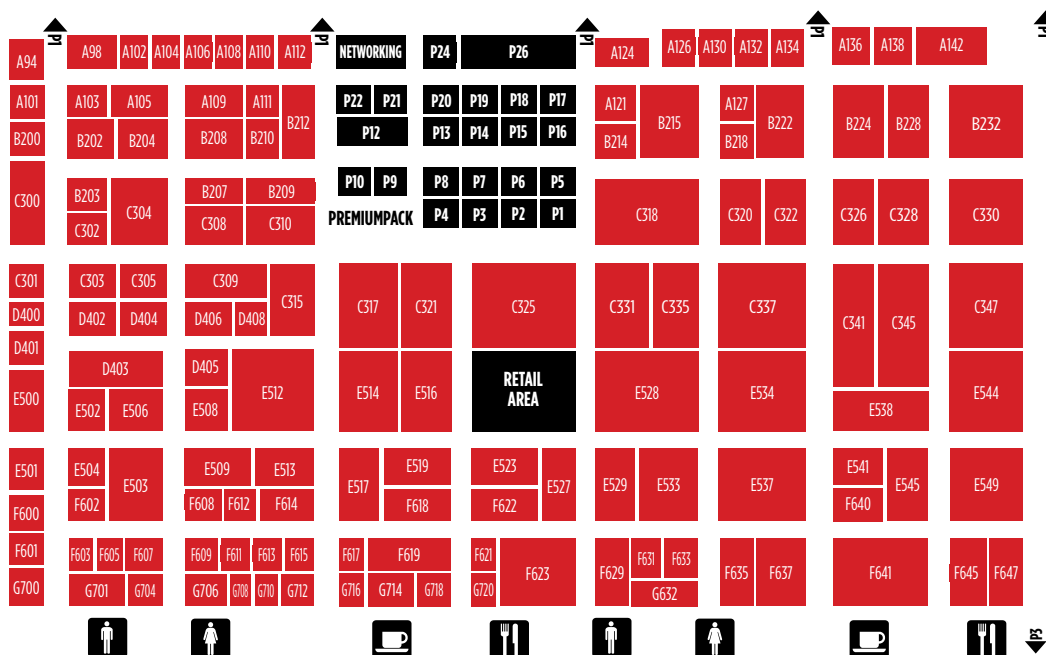 P1 P1 P1 P1 P1
A94 A98 A102 A104 A106 A108 A110 A112 NETWORKING P24 P26 A124 A126 A130 A132 A134 A136 A138 A142
A101 A103 A105 A109 A111 B212 P22 P21 P20 P19 P18 P17 A121 B215 A127 B222 B224 B228 B232
B200 B202 B204 B208 B210 P12 P13 P14 P15 P16 B214 B218
C300 B203 C304 B207 B209 P10 P9 P8 P7 P6 P5 C318 C320 C322 C326 C328 C330
C302 C308 C310 PREMIUMPACK P4 P3 P2 P1
C301 C303 C305 C309 C315 C317 C321 C325 C331 C335 C337 C341 C345 C347
D400 D402 D404 D406 D408
D401 D403 D405 E512 E514 E516 RETAIL
AREA E528 E534 E544
E500 E502 E506 E508 E538
E501 E504 E503 E509 E513 E517 E519 E523 E527 E529 E533 E537 E541 E545 E549
F600 F602 F608 F612 F614 F618 F622 F640
F601 F603 F605 F607 F609 F611 F613 F615 F617 F619 F621 F623 F629 F631 F633 F635 F637 F641 F645 F647
G700 G701 G704 G706 G708 G710 G712 G716 G714 G718 G720 G632
P3